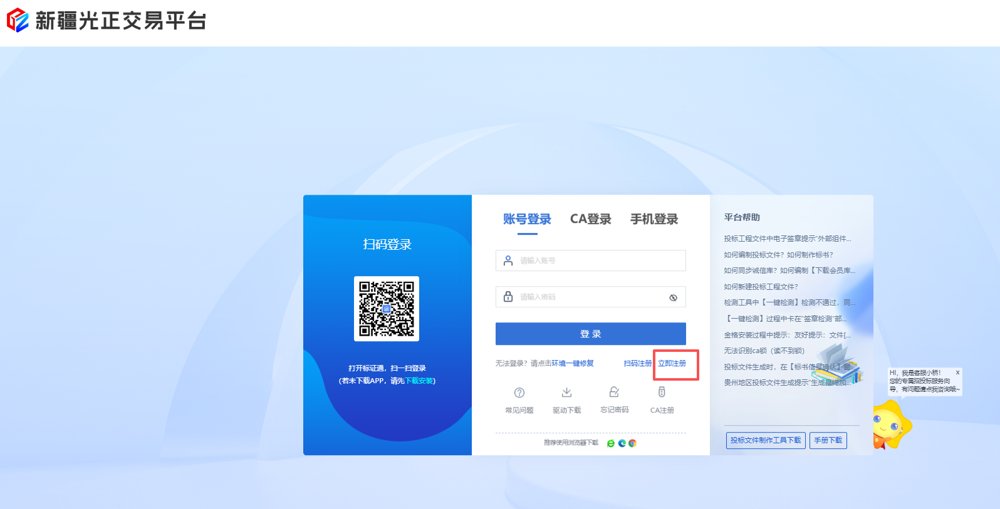 新疆光正交易平台
扫码登录
打开标证通，扫一扫登录
(若未下载APP，请先下载安装)
账号登录 CA登录 手机登录
请输入账号
请输入密码
登 录
无法登录？请点击环境一键修复 扫码注册 立即注册
常见问题 驱动下载 忘记密码 CA注册
推荐使用浏览器下载
平台帮助
投标工程文件中电子签章提示"外部组件...
如何编制投标文件？如何制作标书？
如何同步诚信库？如何编制【下载会员库...
如何新建投标工程文件？
检测工具中【一键检测】检测不通过，同...
【一键检测】过程中卡在"签章检测"部...
金格安装过程中提示：友好提示：文件[...
无法识别ca锁（读不到锁）
投标文件生成时，在【标书信息确认】窗...
贵州地区投标文件生成提示"生成最终加...
投标文件制作工具下载 手册下载
HI，我是客服小桥！ x
您的专属招投标服务向
导，有问题请点我咨询哦~